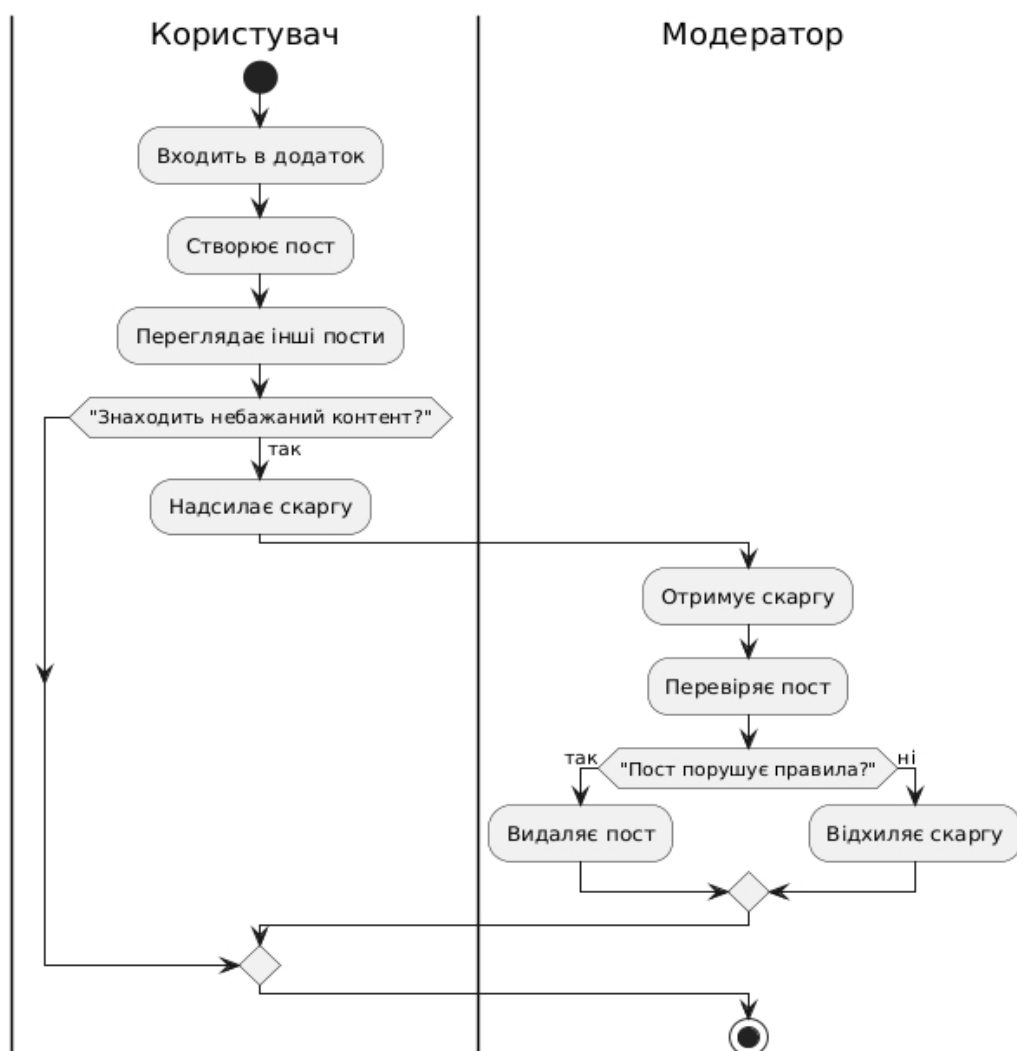 Користувач
Модератор
Входить в додаток
Створює пост
Переглядає інші пости
"Знаходить небажаний контент?"
так
Надсилає скаргу
Отримує скаргу
Перевіряє пост
так
"Пост порушує правила?"
ні
Видаляє пост
Відхиляє скаргу